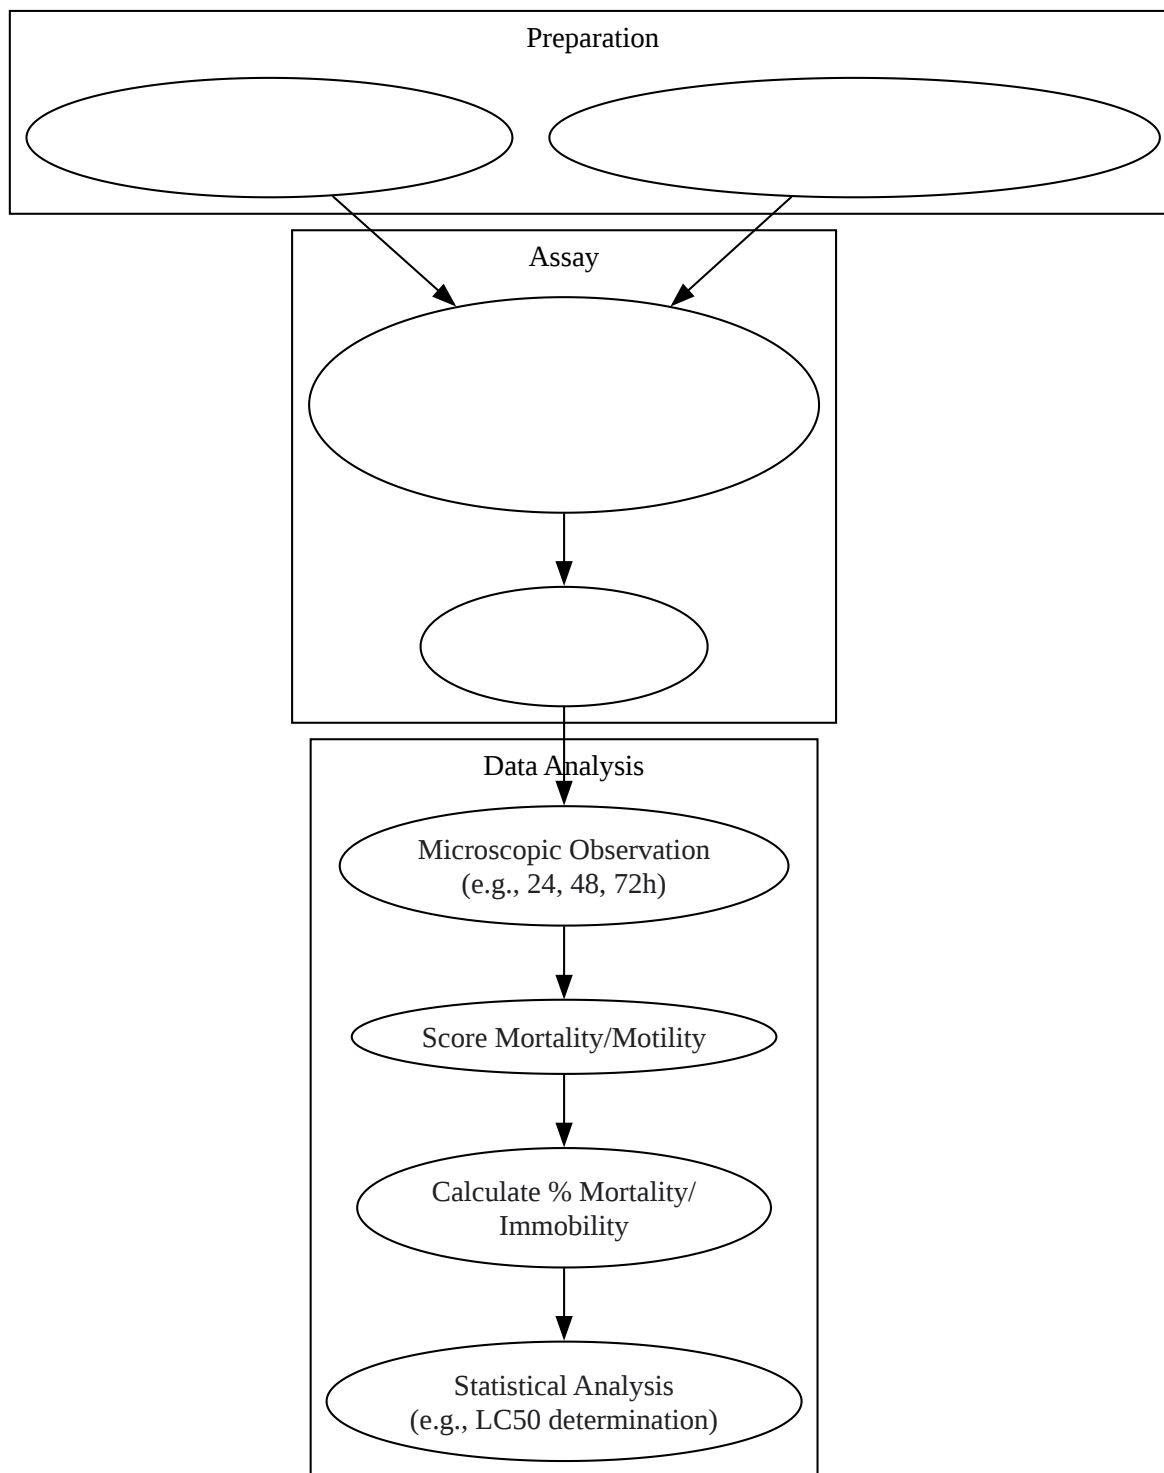 Preparation
Assay
Data Analysis
Microscopic Observation
(e.g., 24, 48, 72h)
Score Mortality/Motility
Calculate % Mortality/
Immobility
Statistical Analysis
(e.g., LC50 determination)